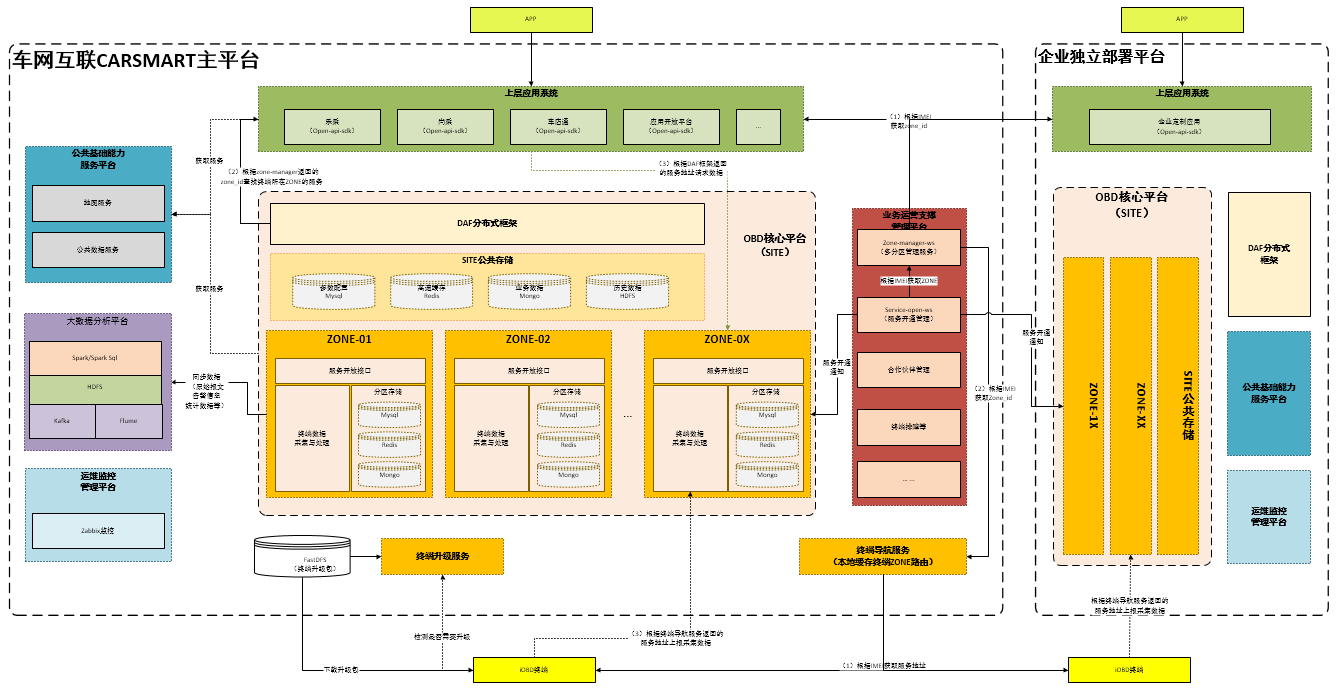 APP
APP
车网互联CARSMART主平台
企业独立部署平台
上层应用系统
乐乘
（Open-api-sdk）
尚乘
（Open-api-sdk）
车店通
（Open-api-sdk）
应用开放平台
（Open-api-sdk）
...
（1）根据IMEI
获取zone_id
上层应用系统
企业定制应用
（Open-api-sdk）
公共基础能力
服务平台
地图服务
公共数据服务
获取服务
（2）根据zone-manager返回的
zone_id查找终端所在ZONE的服务
获取服务
（3）根据DAF框架返回
的服务地址请求数据
DAF分布式框架
OBD核心平台
（SITE）
SITE公共存储
参数配置
Mysql
高速缓存
Redis
业务数据
Mongo
历史数据
HDFS
ZONE-01
服务开放接口
终端数据
采集与处理
分区存储
Mysql
Redis
Mongo
ZONE-02
服务开放接口
终端数据
采集与处理
分区存储
Mysql
Redis
Mongo
...
ZONE-0X
服务开放接口
终端数据
采集与处理
分区存储
Mysql
Redis
Mongo
业务运营支撑
管理平台
Zone-manager-ws
（多分区管理服务）
根据IMEI获取ZONE
Service-open-ws
（服务开通管理）
合作伙伴管理
终端排障等
... ...
服务开通
通知
（2）根据IMEI
获取Zone_id
服务开通
通知
OBD核心平台
（SITE）
ZONE-1X
ZONE-XX
SITE公共存储
DAF分布式
框架
公共基础能力
服务平台
运维监控
管理平台
大数据分析平台
Spark/Spark Sql
HDFS
Kafka
Flume
同步数据
（原始报文
告警信息
统计数据等）
运维监控
管理平台
Zabbix监控
FastDFS
（终端升级包）
终端升级服务
终端导航服务
（本地缓存终端ZONE路由）
检测是否需要升级
（3）根据终端导航服务返回的
服务地址上报采集数据
根据终端导航服务返回的
服务地址上报采集数据
下载升级包
iOBD终端
（1）根据IMEI获取服务地址
iOBD终端